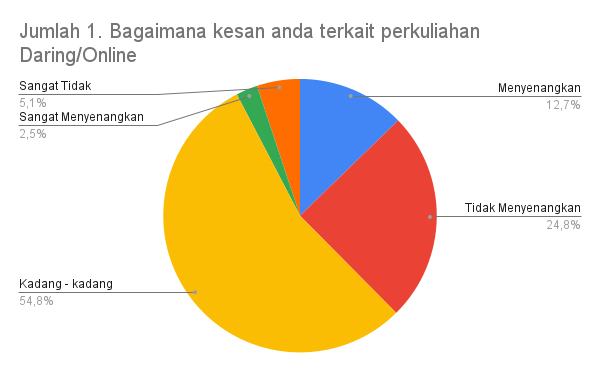 Jumlah 1. Bagaimana kesan anda terkait perkuliahan
Daring/Online
Sangat Tidak
5,1%
Sangat Menyenangkan
2,5%
Kadang - kadang
54,8%
Menyenangkan
12,7%
Tidak Menyenangkan
24,8%